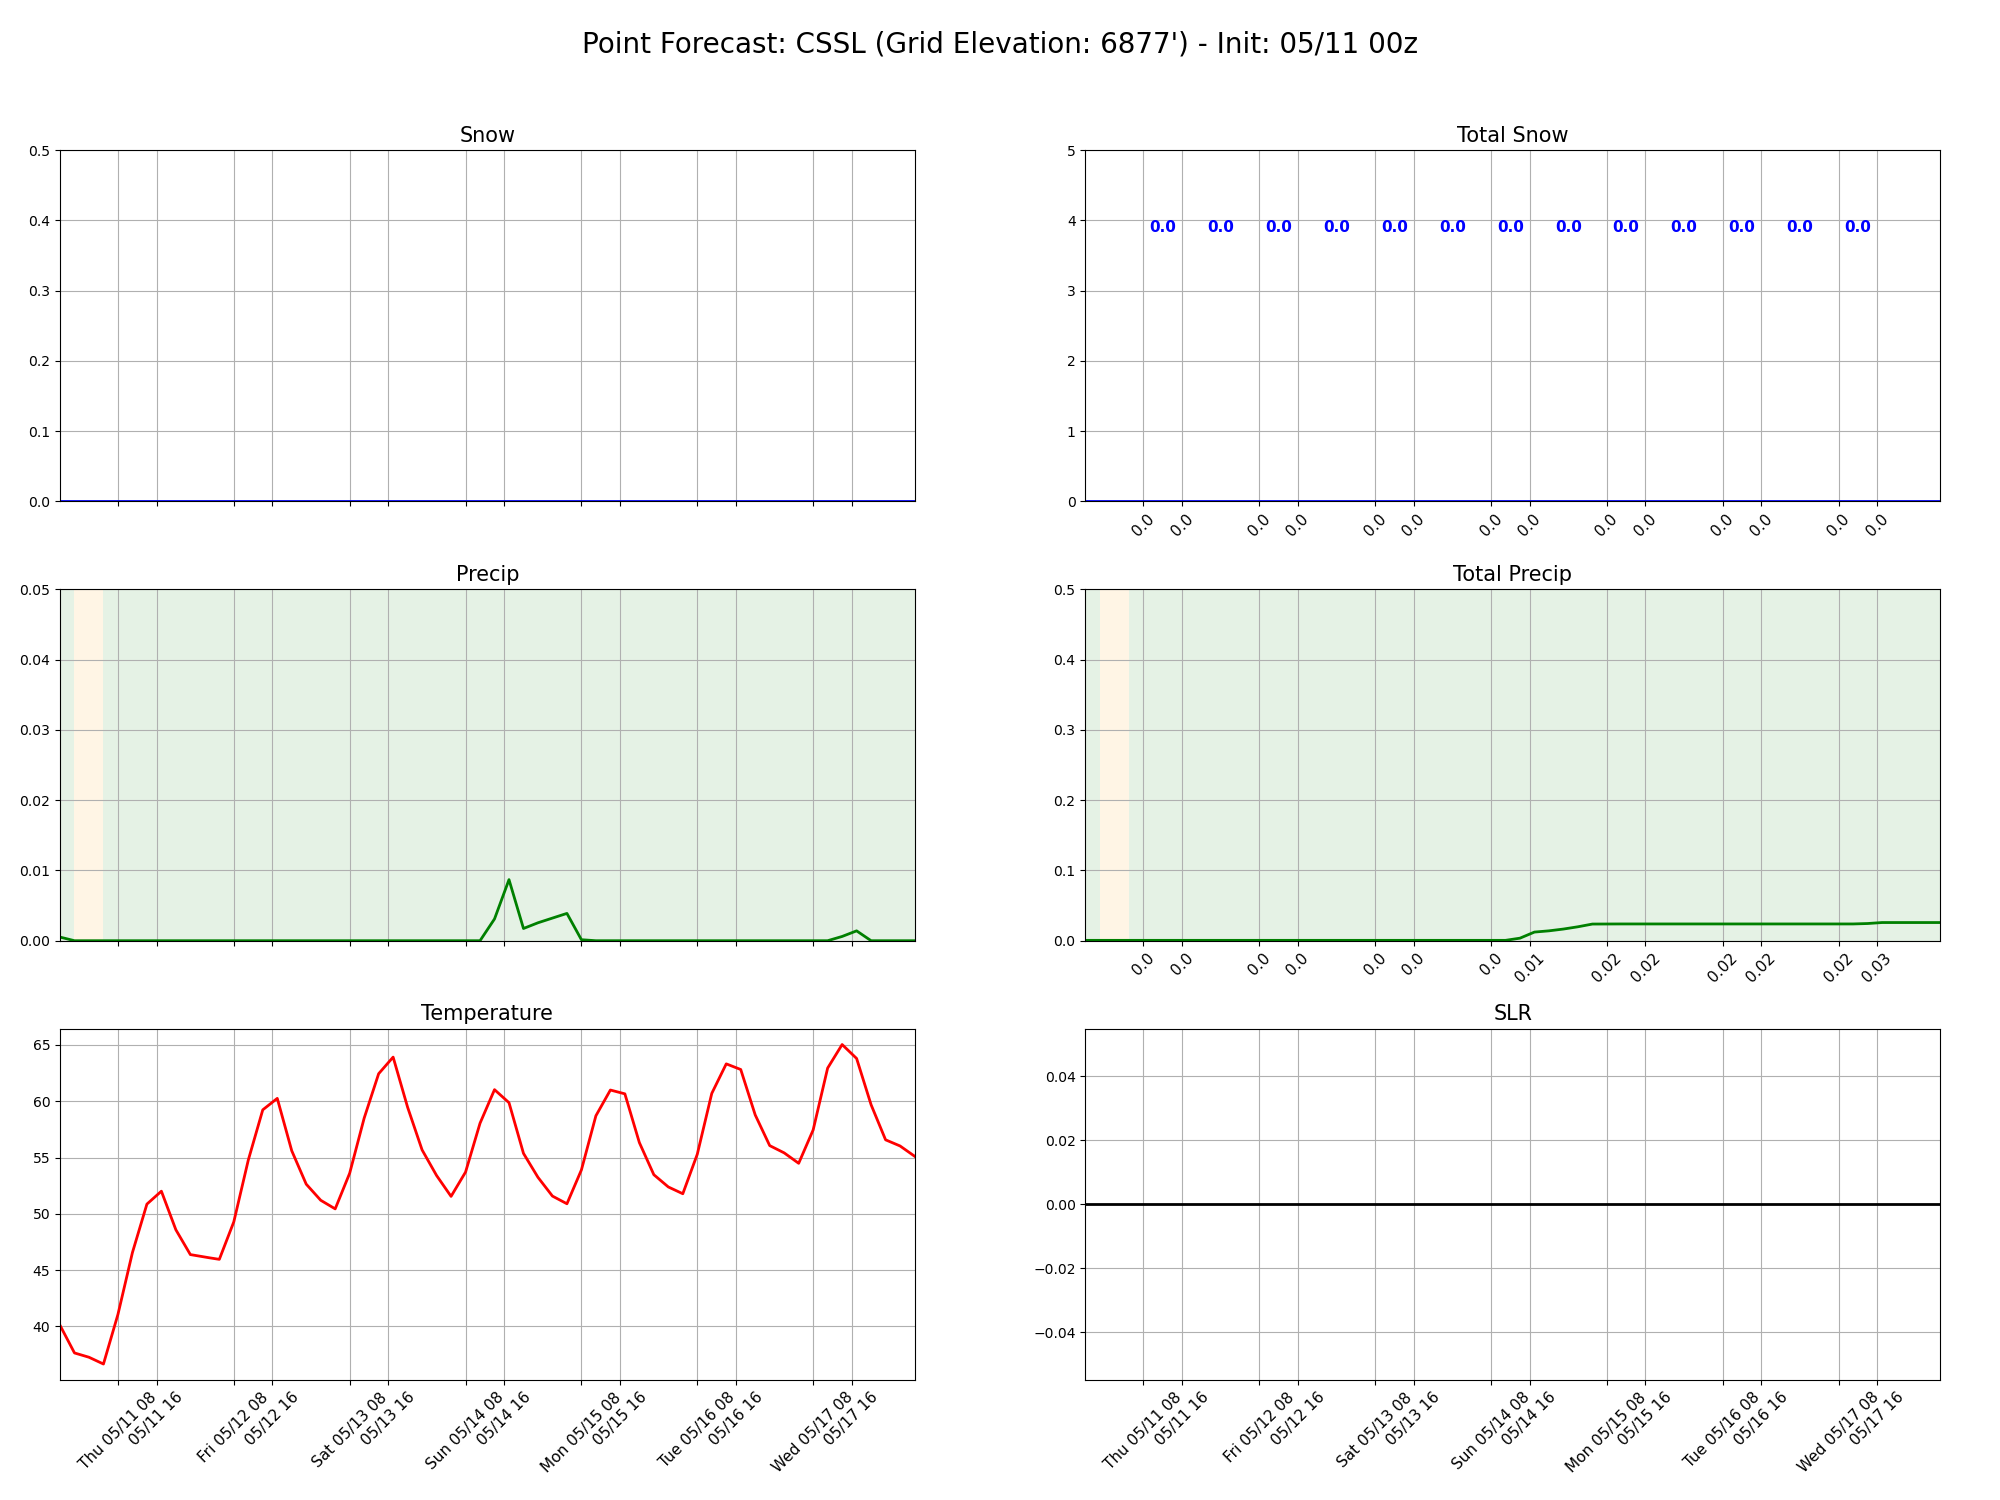 Point Forecast: CSSL (Grid Elevation: 6877') - Init: 05/11 00z
Snow
0.5
0.4
0.3
0.2
0.1
0.0
Total Snow
5
4
3
2
1
0
0.0 0.0 0.0 0.0 0.0 0.0 0.0 0.0 0.0 0.0 0.0 0.0 0.0
0.0 0.0 0.0 0.0 0.0 0.0 0.0 0.0 0.0 0.0 0.0 0.0 0.0 0.0
Precip
0.05
0.04
0.03
0.02
0.01
0.00
Total Precip
0.5
0.4
0.3
0.2
0.1
0.0
0.0 0.0 0.0 0.0 0.0 0.0 0.0 0.01 0.02 0.02 0.02 0.02 0.02 0.03
Temperature
65
60
55
50
45
40
Thu 05/11 08
05/11 16
Fri 05/12 08
05/12 16
Sat 05/13 08
05/13 16
Sun 05/14 08
05/14 16
Mon 05/15 08
05/15 16
Tue 05/16 08
05/16 16
Wed 05/17 08
05/17 16
SLR
0.04
0.02
0.00
−0.02
−0.04
Thu 05/11 08
05/11 16
Fri 05/12 08
05/12 16
Sat 05/13 08
05/13 16
Sun 05/14 08
05/14 16
Mon 05/15 08
05/15 16
Tue 05/16 08
05/16 16
Wed 05/17 08
05/17 16